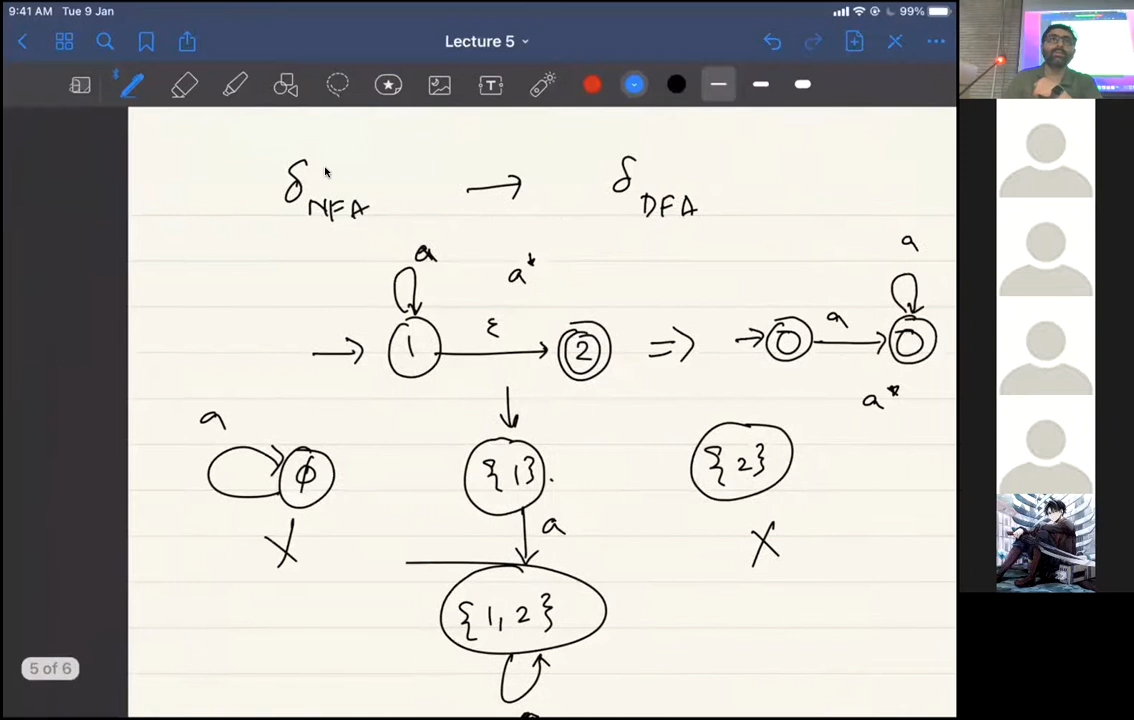 9:41 AM Tue 9 Jan
99%
Lecture 5
T
δ NFA → δ DFA
a
a*
a
→ 1 ε 2 ⇒ → a
a*
a
ϕ
{1}.
{2}
X
a
X
{1,2}
5 of 6